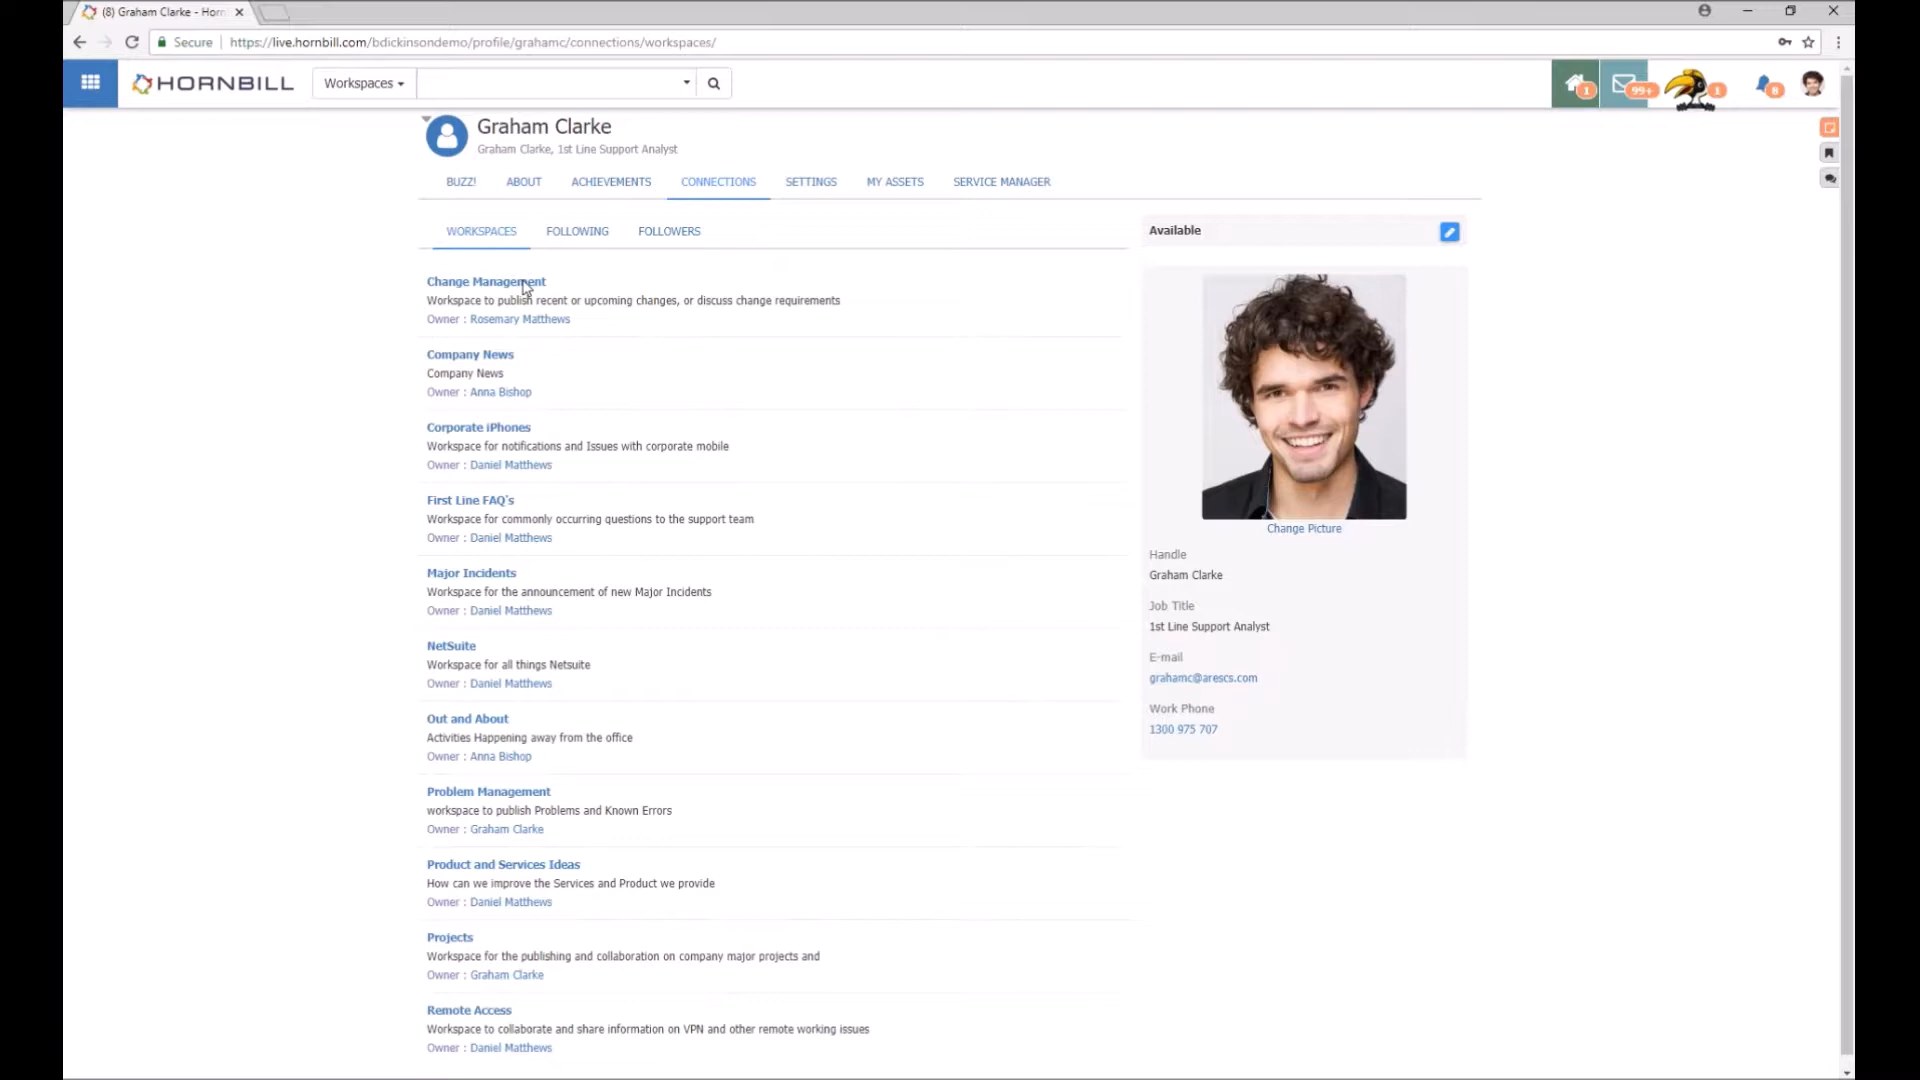 (8) Graham Clarke - Horn
Secure
https://live.hornbill.com/bdickinsondemo/profile/grahamc/connections/workspaces/
HORNBILL
Workspaces
1
99+
1
8
Graham Clarke
Graham Clarke, 1st Line Support Analyst
BUZZ! ABOUT ACHIEVEMENTS CONNECTIONS SETTINGS MY ASSETS SERVICE MANAGER
WORKSPACES FOLLOWING FOLLOWERS
Change Management
Workspace to publish recent or upcoming changes, or discuss change requirements
Owner : Rosemary Matthews
Company News
Company News
Owner : Anna Bishop
Corporate iPhones
Workspace for notifications and Issues with corporate mobile
Owner : Daniel Matthews
First Line FAQ's
Workspace for commonly occurring questions to the support team
Owner : Daniel Matthews
Major Incidents
Workspace for the announcement of new Major Incidents
Owner : Daniel Matthews
NetSuite
Workspace for all things Netsuite
Owner : Daniel Matthews
Out and About
Activities Happening away from the office
Owner : Anna Bishop
Problem Management
workspace to publish Problems and Known Errors
Owner : Graham Clarke
Product and Services Ideas
How can we improve the Services and Product we provide
Owner : Daniel Matthews
Projects
Workspace for the publishing and collaboration on company major projects and
Owner : Graham Clarke
Remote Access
Workspace to collaborate and share information on VPN and other remote working issues
Owner : Daniel Matthews
Available
Change Picture
Handle
Graham Clarke
Job Title
1st Line Support Analyst
E-mail
grahamc@arescs.com
Work Phone
1300 975 707